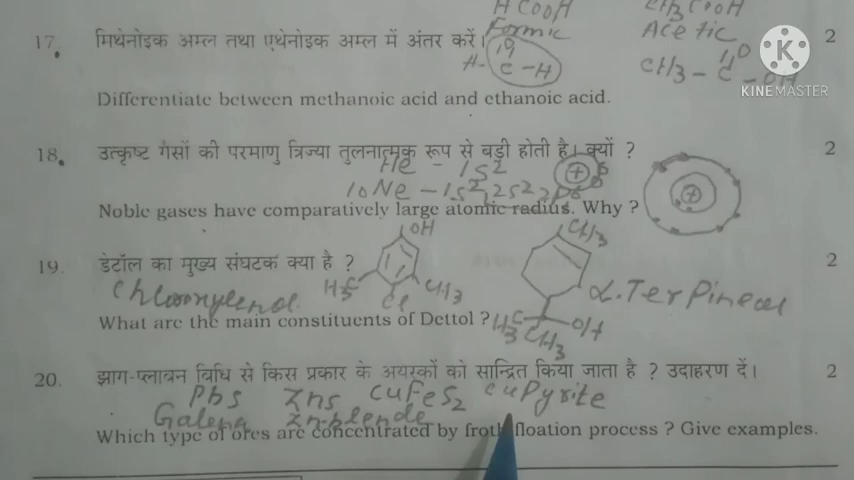 HCOOH CH3COOH
17. मिथेनोइक अम्ल तथा एथेनोइक अम्ल में अंतर करें। Formic Acetic 2
H- C-H CH3-C-OH
KINEMASTER
Differentiate between methanoic acid and ethanoic acid.
18. उत्कृष्ट गैसों की परमाणु त्रिज्या तुलनात्मक रूप से बड़ी होती है। क्यों ? 2
He - 1s2
10Ne - 1s2, 2s2 2p6
Noble gases have comparatively large atomic radius. Why ?
19. डेटॉल का मुख्य संघटक क्या है ? 2
OH CH3
H3C Cl CH3
α.Terpineol
What are the main constituents of Dettol ? H3C OH
CH3
20. झाग-प्लावन विधि से किस प्रकार के अयस्कों को सान्द्रित किया जाता है ? उदाहरण दें। 2
Pbs Zns CuFeS2 CuPyrite
Galena Zn-blende
Which type of ores are concentrated by froth floation process ? Give examples.